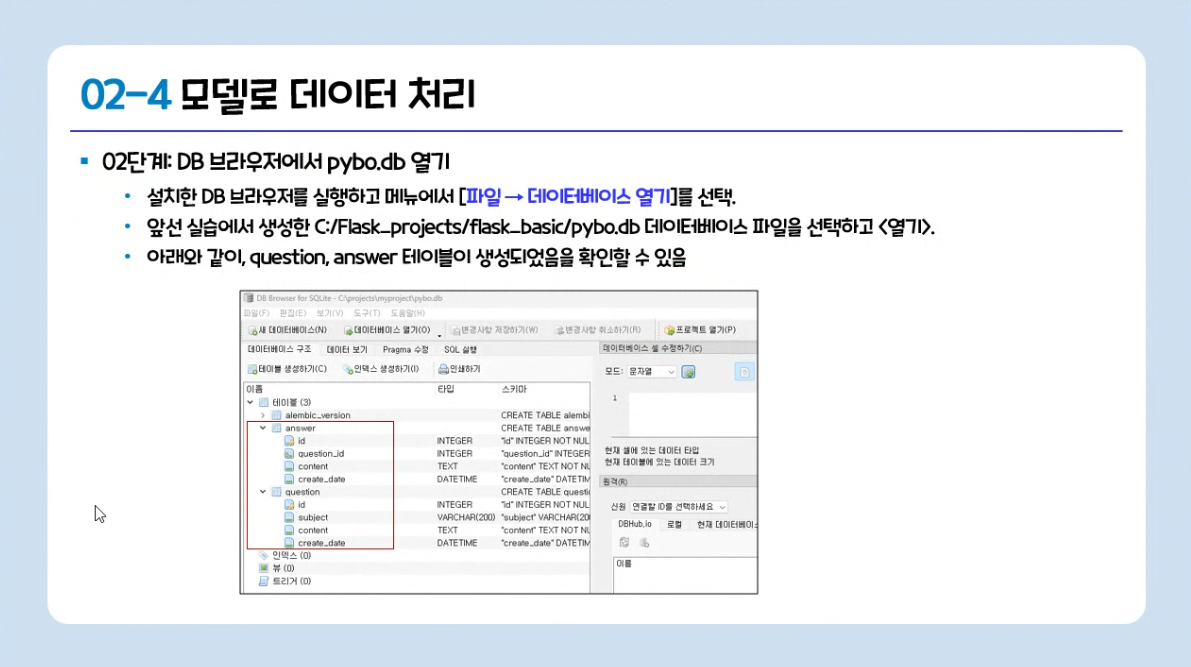 02-4 모델로 데이터 처리
02단계: DB 브라우저에서 pybo.db 열기
설치한 DB 브라우저를 실행하고 메뉴에서 [파일 → 데이터베이스 열기]를 선택.
앞선 실습에서 생성한 C:/Flask_projects/flask_basic/pybo.db 데이터베이스 파일을 선택하고 <열기>.
아래와 같이, question, answer 테이블이 생성되었음을 확인할 수 있음
DB Browser for SQLite - C:\projects\myproject\pybo.db
파일(F) 편집(E) 보기(V) 도구(T) 도움말(H)
새 데이터베이스(N) 데이터베이스 열기(O) 변경사항 저장하기(W) 변경사항 취소하기(R) 프로젝트 열기(P)
데이터베이스 구조 데이터 보기 Pragma 수정 SQL 실행
테이블 생성하기(C) 인덱스 생성하기(I) 인쇄하기
이름 타입 스키마
테이블 (3)
alembic_version CREATE TABLE alembi
answer CREATE TABLE answe
id INTEGER "id" INTEGER NOT NUL
question_id INTEGER "question_id" INTEGER
content TEXT "content" TEXT NOT NU
create_date DATETIME "create_date" DATETIM
question CREATE TABLE questi
id INTEGER "id" INTEGER NOT NUL
subject VARCHAR(200) "subject" VARCHAR(20
content TEXT "content" TEXT NOT NU
create_date DATETIME "create_date" DATETIM
인덱스 (0)
뷰 (0)
트리거 (0)
데이터베이스 셀 수정하기(C)
모드: 문자열
1
현재 셀에 있는 데이터 타입
현재 테이블에 있는 데이터 크기
원격(R)
신원 연결할 ID를 선택하세요
DBHub.io 로컬 현재 데이터베이스
이름